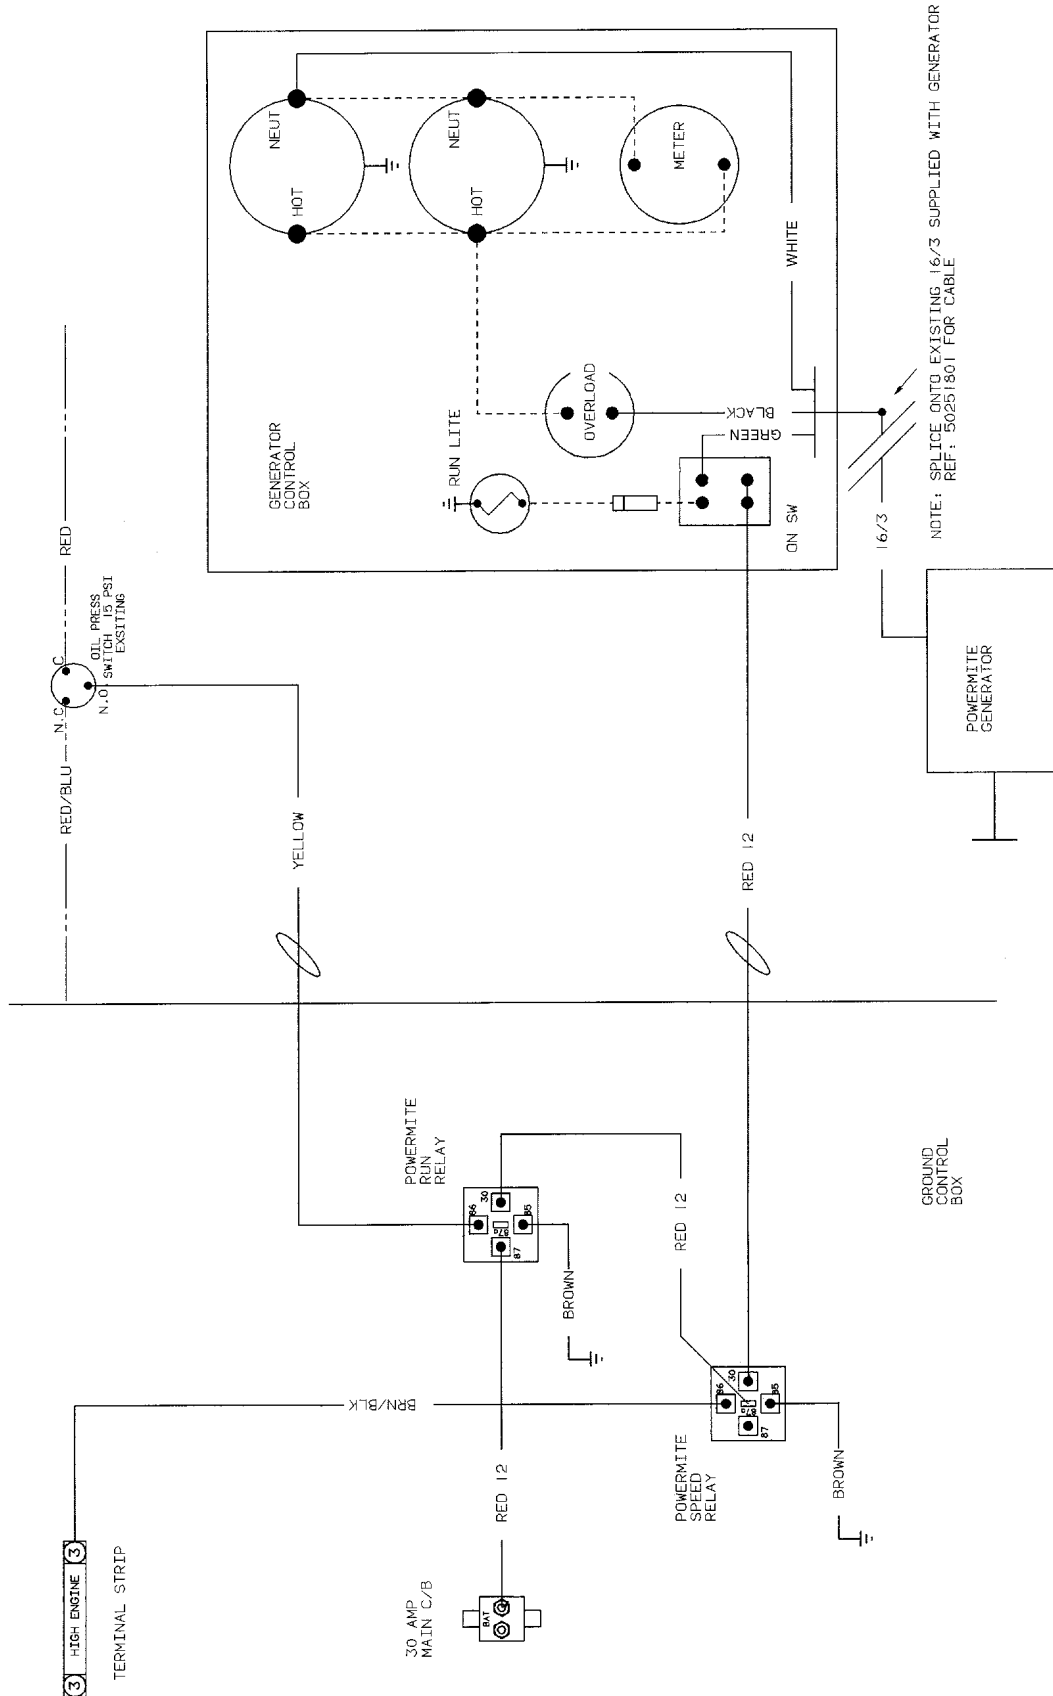 NEUT
HOT
NEUT
HOT
METER
WHITE
NOTE: SPLICE ONTO EXISTING 16/3 SUPPLIED WITH GENERATOR
REF: 50251801 FOR CABLE
OVERLOAD
BLACK
GREEN
RUN LITE
GENERATOR
CONTROL
BOX
ON SW
16/3
RED
OIL PRESS
SWITCH 15 PSI
EXSITING
C
N.C
N.O.
RED/BLU
YELLOW
RED 12
POWERMITE
GENERATOR
POWERMITE
RUN
RELAY
86
30
87a
85
87
BROWN
RED 12
GROUND
CONTROL
BOX
BRN/BLK
RED 12
POWERMITE
SPEED
RELAY
86
30
85
87
BROWN
3
HIGH ENGINE
3
TERMINAL STRIP
30 AMP
MAIN C/B
BAT